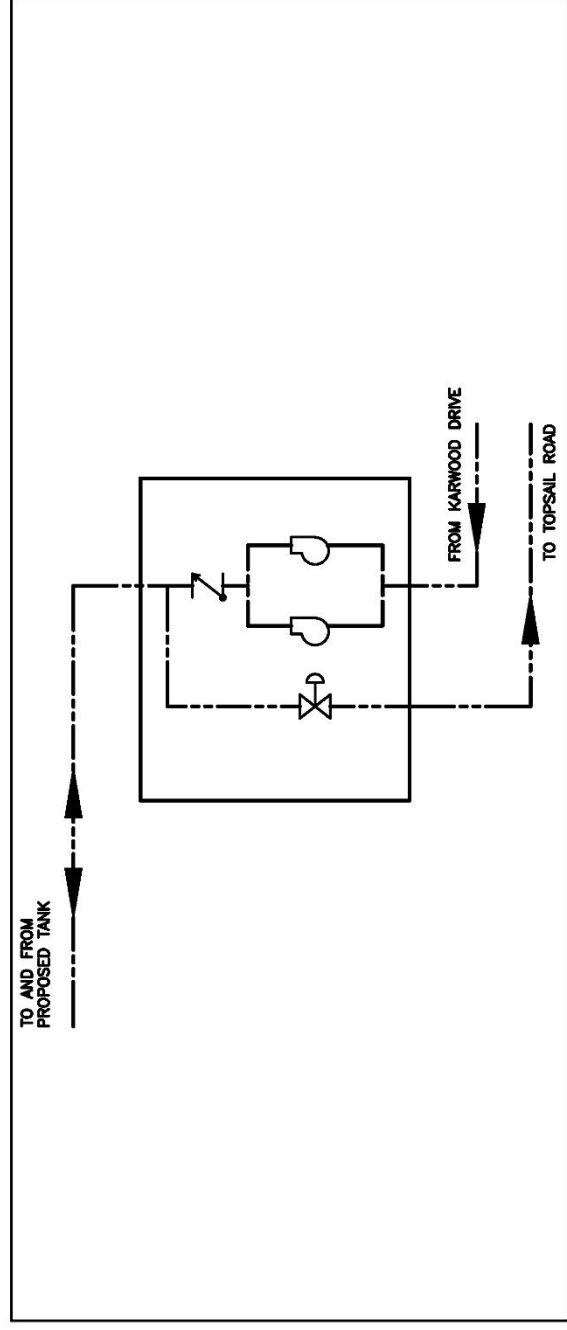 TO AND FROM
PROPOSED TANK
FROM KARWOOD DRIVE
TO TOPSAIL ROAD